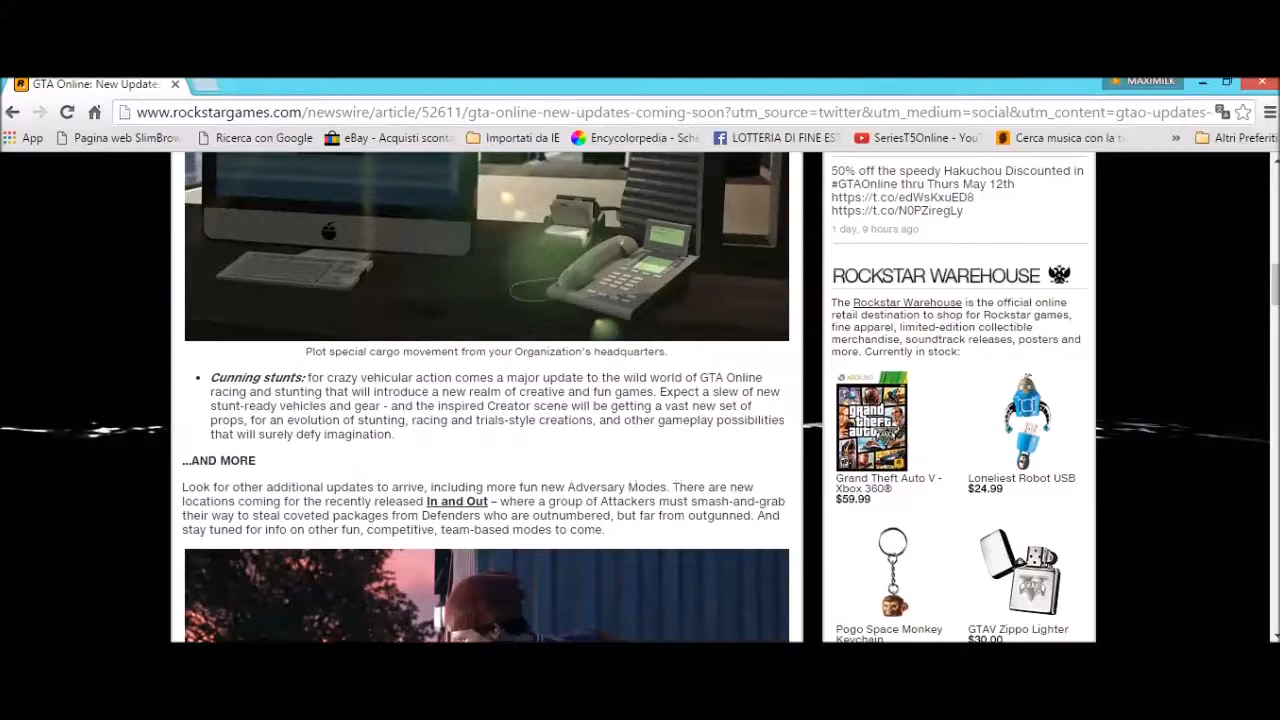 GTA Online: New Update:
MAXIMILK
www.rockstargames.com/newswire/article/52611/gta-online-new-updates-coming-soon?utm_source=twitter&utm_medium=social&utm_content=gtao-updates-
App
Pagina web SlimBrow
Ricerca con Google
eBay - Acquisti sconta
Importati da IE
Encycolorpedia - Sche
LOTTERIA DI FINE EST
SeriesT5Online - YouT
Cerca musica con la t
»
Altri Preferiti
Plot special cargo movement from your Organization's headquarters.
• Cunning stunts: for crazy vehicular action comes a major update to the wild world of GTA Online
racing and stunting that will introduce a new realm of creative and fun games. Expect a slew of new
stunt-ready vehicles and gear - and the inspired Creator scene will be getting a vast new set of
props, for an evolution of stunting, racing and trials-style creations, and other gameplay possibilities
that will surely defy imagination.
...AND MORE
Look for other additional updates to arrive, including more fun new Adversary Modes. There are new
locations coming for the recently released In and Out – where a group of Attackers must smash-and-grab
their way to steal coveted packages from Defenders who are outnumbered, but far from outgunned. And
stay tuned for info on other fun, competitive, team-based modes to come.
50% off the speedy Hakuchou Discounted in
#GTAOnline thru Thurs May 12th
https://t.co/edWsKxuED8
https://t.co/N0PZiregLy
1 day, 9 hours ago
ROCKSTAR WAREHOUSE
The Rockstar Warehouse is the official online
retail destination to shop for Rockstar games,
fine apparel, limited-edition collectible
merchandise, soundtrack releases, posters and
more. Currently in stock:
XBOX 360
grand
theft
auto
Grand Theft Auto V -
Xbox 360®
$59.99
Loneliest Robot USB
$24.99
Pogo Space Monkey
Keychain
GTAV Zippo Lighter
$30.00